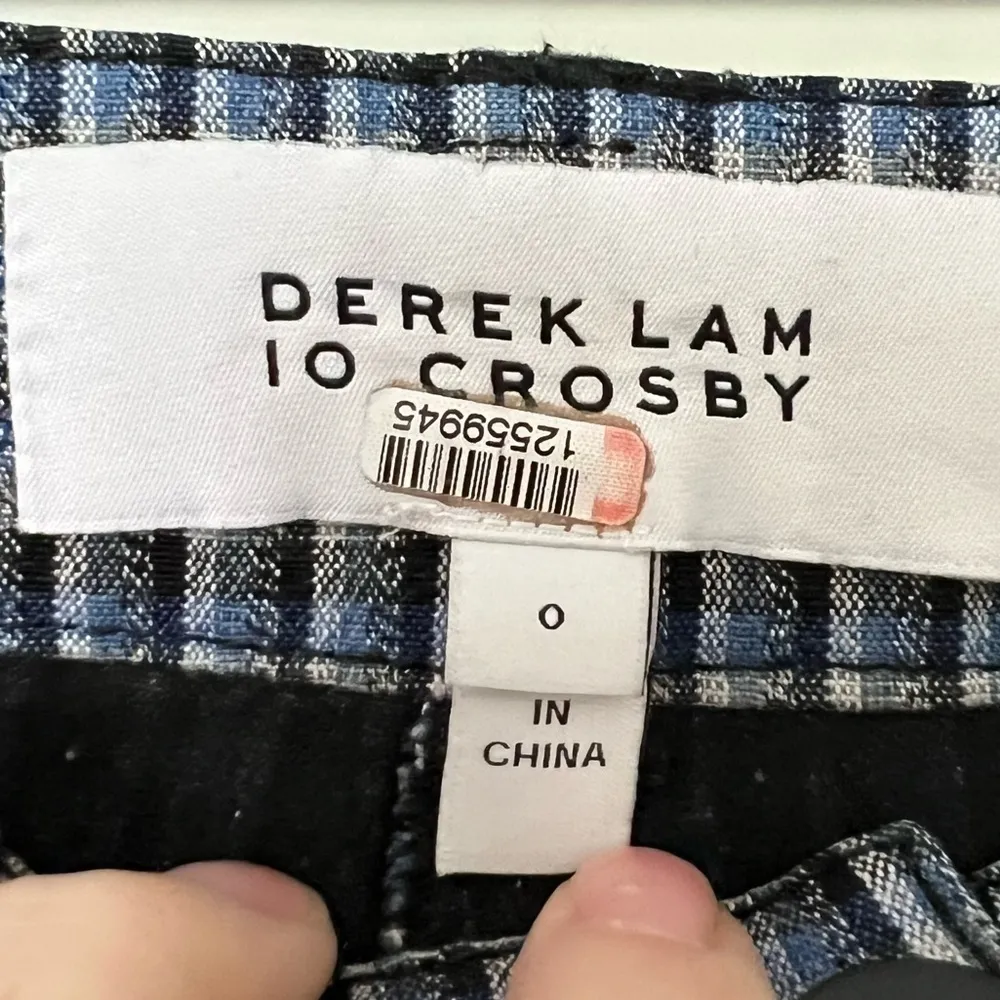 DEREK LAM
10 CROSBY
12559945
0
IN
CHINA